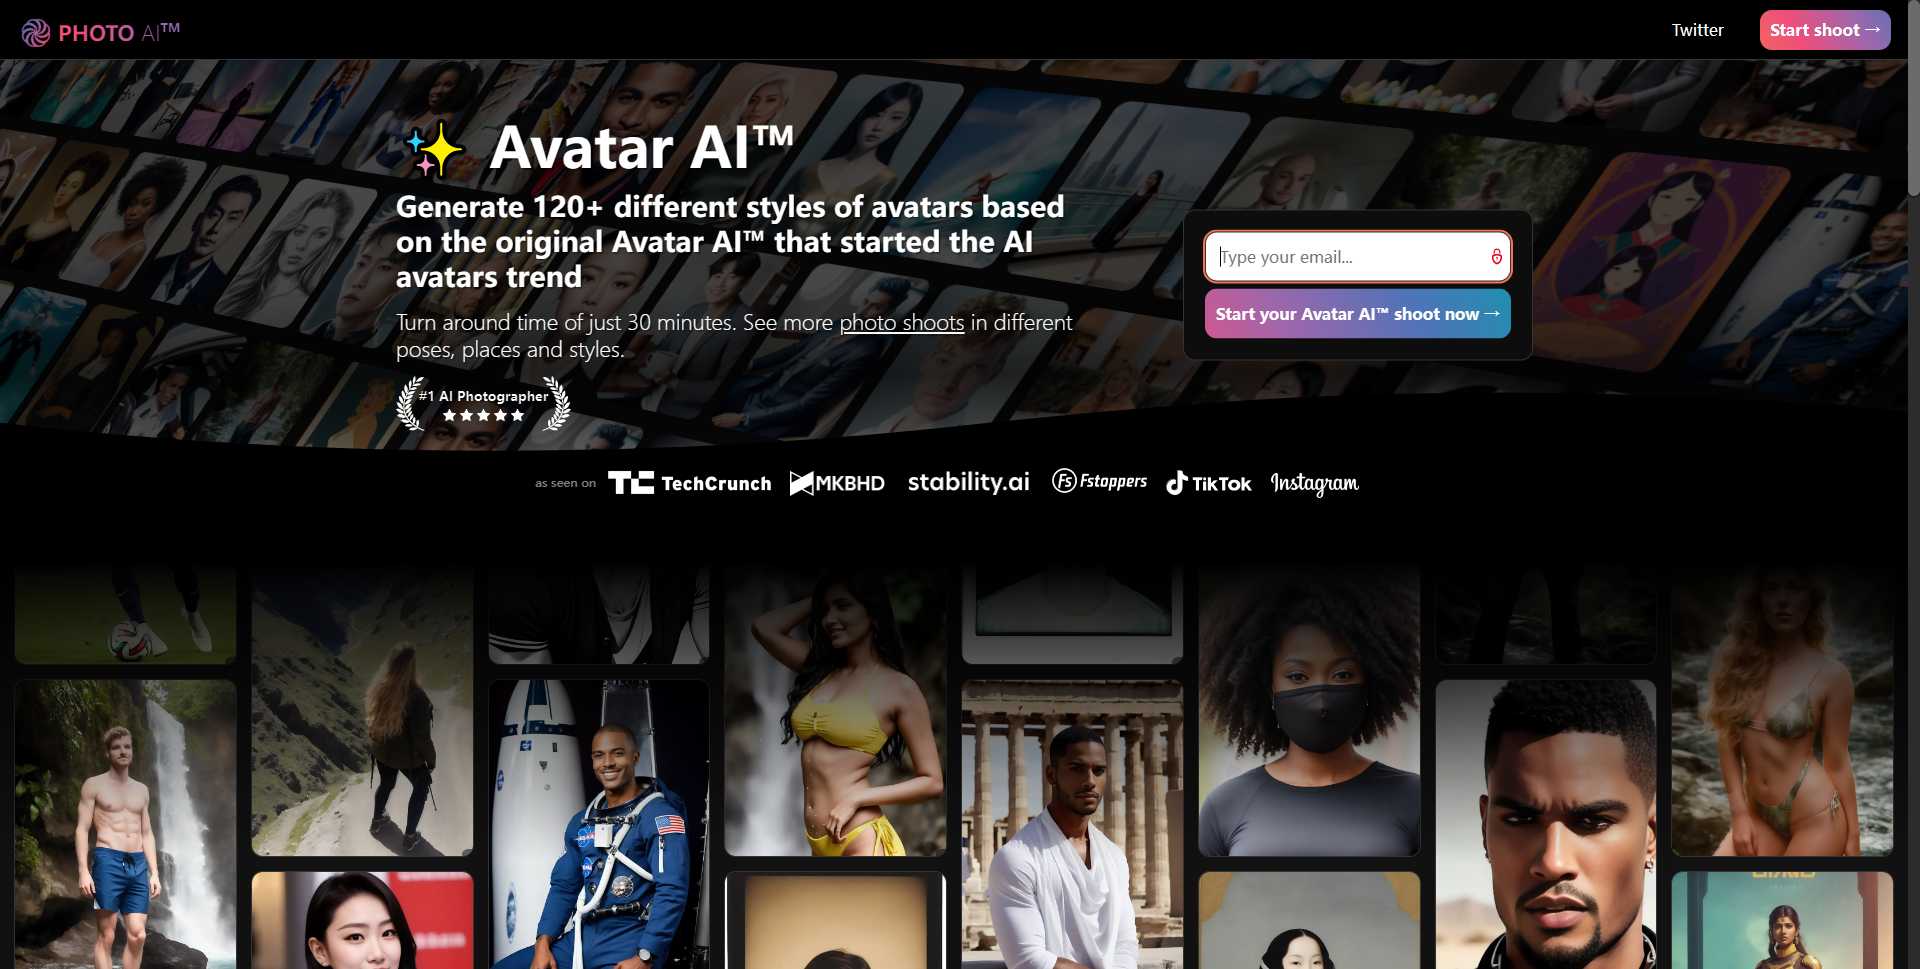 PHOTO AI™
Twitter
Start shoot →
✨ Avatar AI™
Generate 120+ different styles of avatars based
on the original Avatar AI™ that started the AI
avatars trend
Turn around time of just 30 minutes. See more photo shoots in different
poses, places and styles.
#1 AI Photographer
★★★★★
Type your email...
Start your Avatar AI™ shoot now →
as seen on
TC TechCrunch
MKBHD
stability.ai
Fs Fstoppers
TikTok
Instagram
NASA